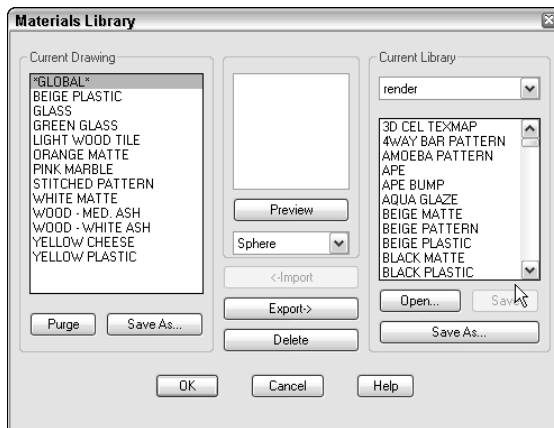 Materials Library
Current Drawing
*GLOBAL*
BEIGE PLASTIC
GLASS
GREEN GLASS
LIGHT WOOD TILE
ORANGE MATTE
PINK MARBLE
STITCHED PATTERN
WHITE MATTE
WOOD - MED. ASH
WOOD - WHITE ASH
YELLOW CHEESE
YELLOW PLASTIC
Purge
Save As...
Preview
Sphere
<-Import
Export->
Delete
Current Library
render
3D CEL TEXMAP
4WAY BAR PATTERN
AMOEBA PATTERN
APE
APE BUMP
AQUA GLAZE
BEIGE MATTE
BEIGE PATTERN
BEIGE PLASTIC
BLACK MATTE
BLACK PLASTIC
Open...
Save
Save As...
OK
Cancel
Help